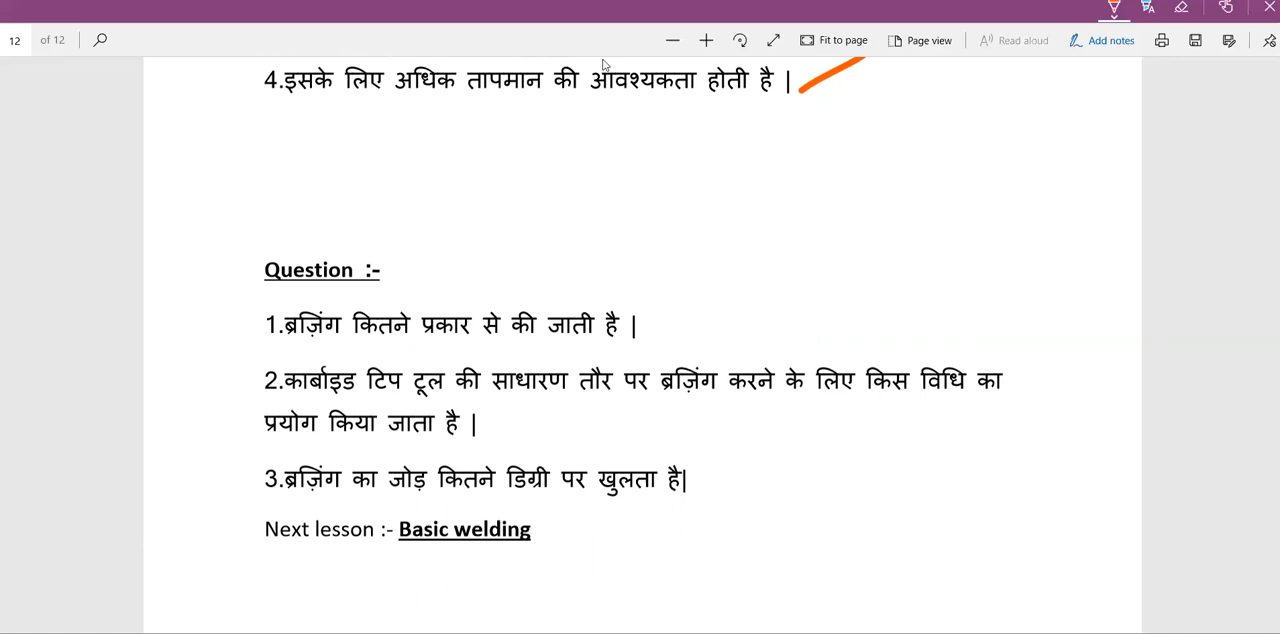 12 of 12 Fit to page Page view Read aloud Add notes
4.इसके लिए अधिक तापमान की आवश्यकता होती है |
Question :-
1.ब्रज़िंग कितने प्रकार से की जाती है |
2.कार्बाइड टिप टूल की साधारण तौर पर ब्रज़िंग करने के लिए किस विधि का
प्रयोग किया जाता है |
3.ब्रज़िंग का जोड़ कितने डिग्री पर खुलता है|
Next lesson :- Basic welding